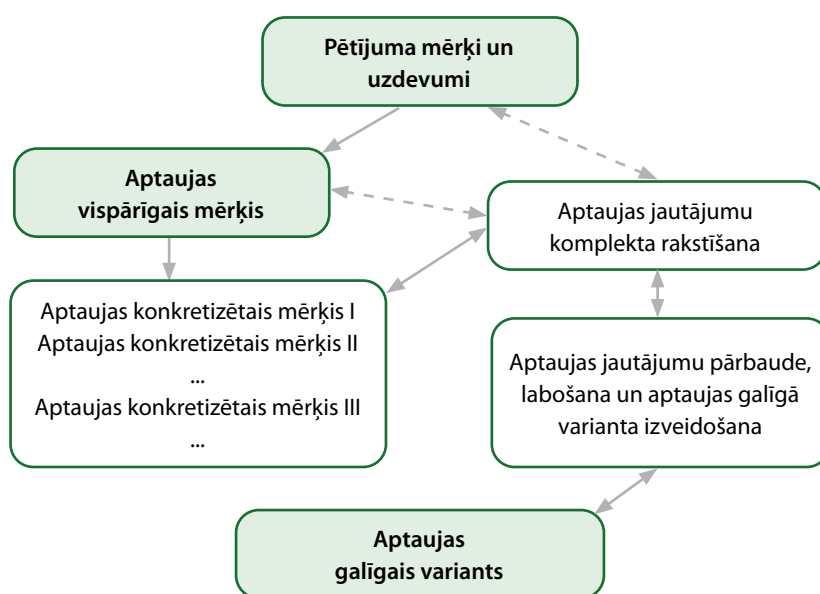 Pētījuma mērķi un
uzdevumi
Aptaujas
vispārīgais mērķis
Aptaujas jautājumu
komplekta rakstīšana
Aptaujas konkretizētais mērķis I
Aptaujas konkretizētais mērķis II
...
Aptaujas konkretizētais mērķis III
...
Aptaujas jautājumu pārbaude,
labošana un aptaujas galīgā
varianta izveidošana
Aptaujas
galīgais variants